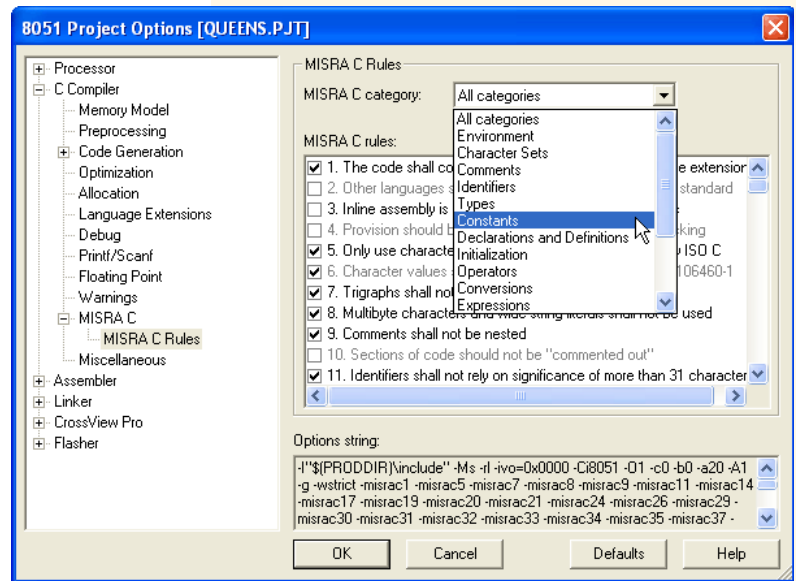 8051 Project Options [QUEENS.PJT]
Processor
C Compiler
Memory Model
Preprocessing
Code Generation
Optimization
Allocation
Language Extensions
Debug
Printf/Scanf
Floating Point
Warnings
MISRA C
MISRA C Rules
Miscellaneous
Assembler
Linker
CrossView Pro
Flasher
MISRA C Rules
MISRA C category:
All categories
All categories
Environment
Character Sets
Comments
Identifiers
Types
Constants
Declarations and Definitions
Initialization
Operators
Conversions
Expressions
MISRA C rules:
1. The code shall co e extension
2. Other languages s standard
3. Inline assembly is
4. Provision should b king
5. Only use characte ISO C
6. Character values 106460-1
7. Trigraphs shall not
8. Multibyte characters and wide string literals shall not be used
9. Comments shall not be nested
10. Sections of code should not be "commented out"
11. Identifiers shall not rely on significance of more than 31 character
Options string:
-I"$(PRODDIR)\include" -Ms -rl -ivo=0x0000 -Ci8051 -O1 -c0 -b0 -a20 -A1
-g -wstrict -misrac1 -misrac5 -misrac7 -misrac8 -misrac9 -misrac11 -misrac14
-misrac17 -misrac19 -misrac20 -misrac21 -misrac24 -misrac26 -misrac29 -
misrac30 -misrac31 -misrac32 -misrac33 -misrac34 -misrac35 -misrac37 -
OK
Cancel
Defaults
Help